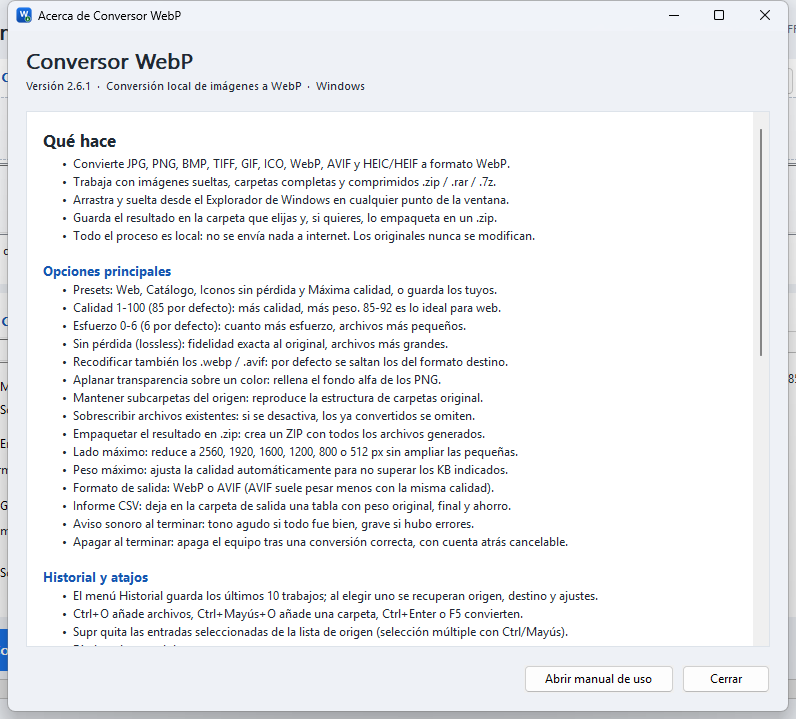 Acerca de Conversor WebP
Conversor WebP
Versión 2.6.1 · Conversión local de imágenes a WebP · Windows
Qué hace
• Convierte JPG, PNG, BMP, TIFF, GIF, ICO, WebP, AVIF y HEIC/HEIF a formato WebP.
• Trabaja con imágenes sueltas, carpetas completas y comprimidos .zip / .rar / .7z.
• Arrastra y suelta desde el Explorador de Windows en cualquier punto de la ventana.
• Guarda el resultado en la carpeta que elijas y, si quieres, lo empaqueta en un .zip.
• Todo el proceso es local: no se envía nada a internet. Los originales nunca se modifican.
Opciones principales
• Presets: Web, Catálogo, Iconos sin pérdida y Máxima calidad, o guarda los tuyos.
• Calidad 1-100 (85 por defecto): más calidad, más peso. 85-92 es lo ideal para web.
• Esfuerzo 0-6 (6 por defecto): cuanto más esfuerzo, archivos más pequeños.
• Sin pérdida (lossless): fidelidad exacta al original, archivos más grandes.
• Recodificar también los .webp / .avif: por defecto se saltan los del formato destino.
• Aplanar transparencia sobre un color: rellena el fondo alfa de los PNG.
• Mantener subcarpetas del origen: reproduce la estructura de carpetas original.
• Sobrescribir archivos existentes: si se desactiva, los ya convertidos se omiten.
• Empaquetar el resultado en .zip: crea un ZIP con todos los archivos generados.
• Lado máximo: reduce a 2560, 1920, 1600, 1200, 800 o 512 px sin ampliar las pequeñas.
• Peso máximo: ajusta la calidad automáticamente para no superar los KB indicados.
• Formato de salida: WebP o AVIF (AVIF suele pesar menos con la misma calidad).
• Informe CSV: deja en la carpeta de salida una tabla con peso original, final y ahorro.
• Aviso sonoro al terminar: tono agudo si todo fue bien, grave si hubo errores.
• Apagar al terminar: apaga el equipo tras una conversión correcta, con cuenta atrás cancelable.
Historial y atajos
• El menú Historial guarda los últimos 10 trabajos; al elegir uno se recuperan origen, destino y ajustes.
• Ctrl+O añade archivos, Ctrl+Mayús+O añade una carpeta, Ctrl+Enter o F5 convierten.
• Supr quita las entradas seleccionadas de la lista de origen (selección múltiple con Ctrl/Mayús).
Abrir manual de uso
Cerrar